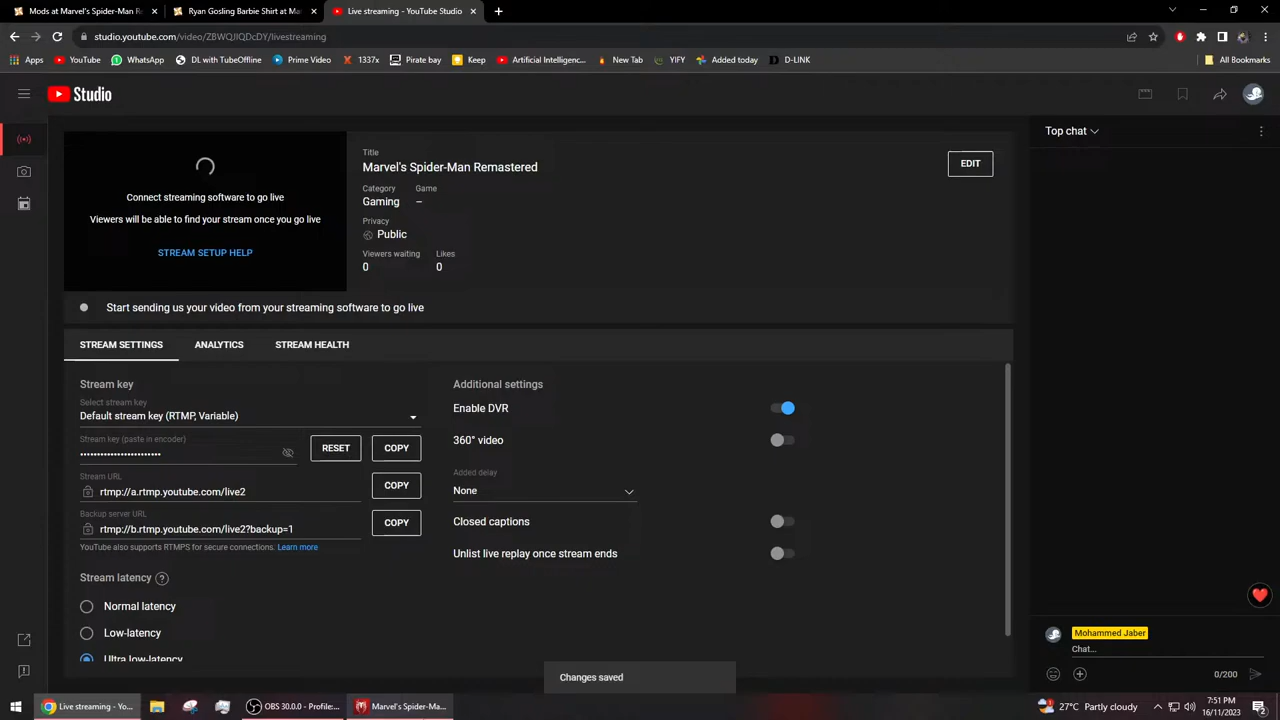 Mods at Marvel's Spider-Man R
Ryan Gosling Barbie Shirt at Mar
Live streaming - YouTube Studio
studio.youtube.com/video/ZBWQJIQDcDY/livestreaming
Apps
YouTube
WhatsApp
DL with TubeOffline
Prime Video
1337x
Pirate bay
Keep
Artificial Intelligenc...
New Tab
YIFY
Added today
D-LINK
All Bookmarks
Studio
Connect streaming software to go live
Viewers will be able to find your stream once you go live
STREAM SETUP HELP
Title
Marvel's Spider-Man Remastered
EDIT
Category
Game
Gaming
–
Privacy
Public
Viewers waiting
Likes
0
0
Start sending us your video from your streaming software to go live
STREAM SETTINGS
ANALYTICS
STREAM HEALTH
Stream key
Select stream key
Default stream key (RTMP, Variable)
Stream key (paste in encoder)
••••••••••••••••••••••••
RESET
COPY
Stream URL
rtmp://a.rtmp.youtube.com/live2
COPY
Backup server URL
rtmp://b.rtmp.youtube.com/live2?backup=1
COPY
YouTube also supports RTMPS for secure connections. Learn more
Stream latency
?
Normal latency
Low-latency
Ultra low-latency
Additional settings
Enable DVR
360° video
Added delay
None
Closed captions
Unlist live replay once stream ends
Changes saved
Top chat
Mohammed Jaber
Chat...
0/200
Live streaming - Yo...
OBS 30.0.0 - Profile:...
Marvel's Spider-Ma...
27°C Partly cloudy
7:51 PM
16/11/2023
2